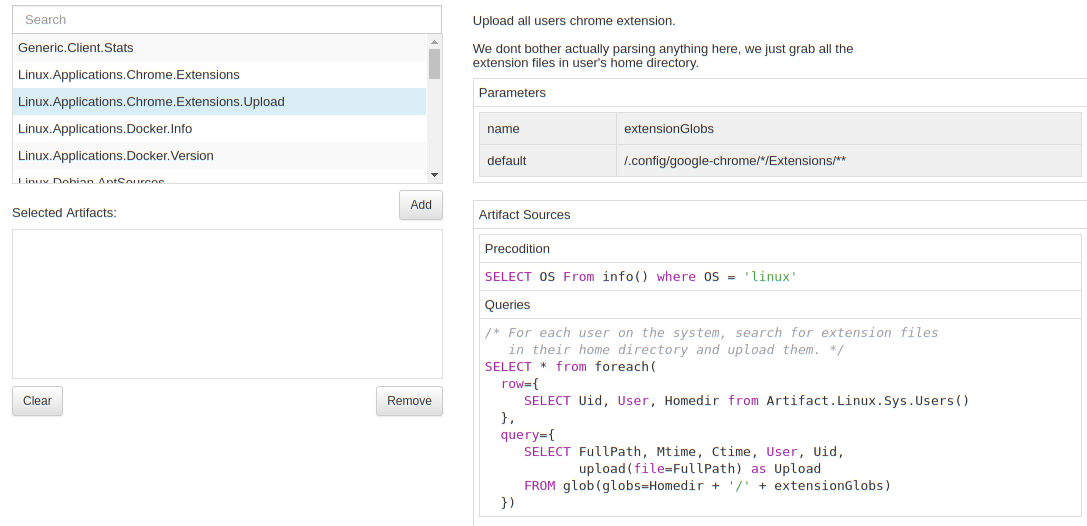 Search
Generic.Client.Stats
Linux.Applications.Chrome.Extensions
Linux.Applications.Chrome.Extensions.Upload
Linux.Applications.Docker.Info
Linux.Applications.Docker.Version
Linux.Debian.AptSources
Add
Selected Artifacts:
Clear
Remove
Upload all users chrome extension.
We dont bother actually parsing anything here, we just grab all the
extension files in user's home directory.
Parameters
name extensionGlobs
default /.config/google-chrome/*/Extensions/**
Artifact Sources
Precodition
SELECT OS From info() where OS = 'linux'
Queries
/* For each user on the system, search for extension files
   in their home directory and upload them. */
SELECT * from foreach(
  row={
     SELECT Uid, User, Homedir from Artifact.Linux.Sys.Users()
  },
  query={
     SELECT FullPath, Mtime, Ctime, User, Uid,
            upload(file=FullPath) as Upload
     FROM glob(globs=Homedir + '/' + extensionGlobs)
  })